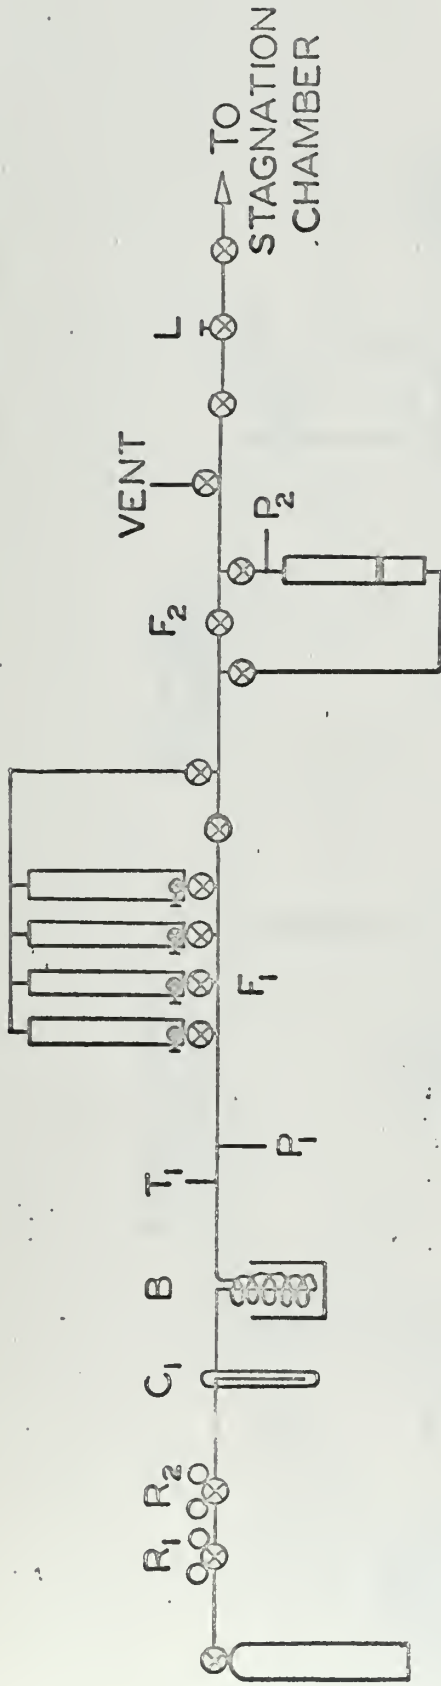 R₁
R₂
C₁
B
T₁
P₁
F₁
F₂
P₂
VENT
L
TO
STAGNATION
CHAMBER